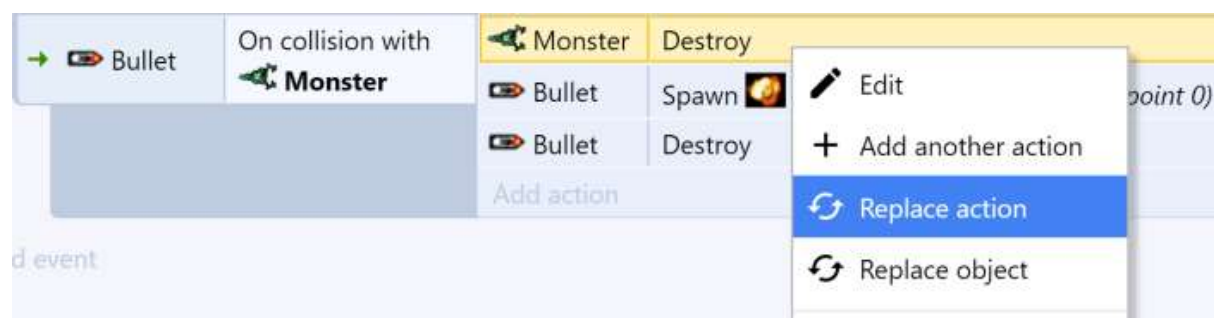 Bullet
On collision with
Monster
Monster Destroy
Bullet Spawn
point 0)
Bullet Destroy
Add action
d event
Edit
Add another action
Replace action
Replace object